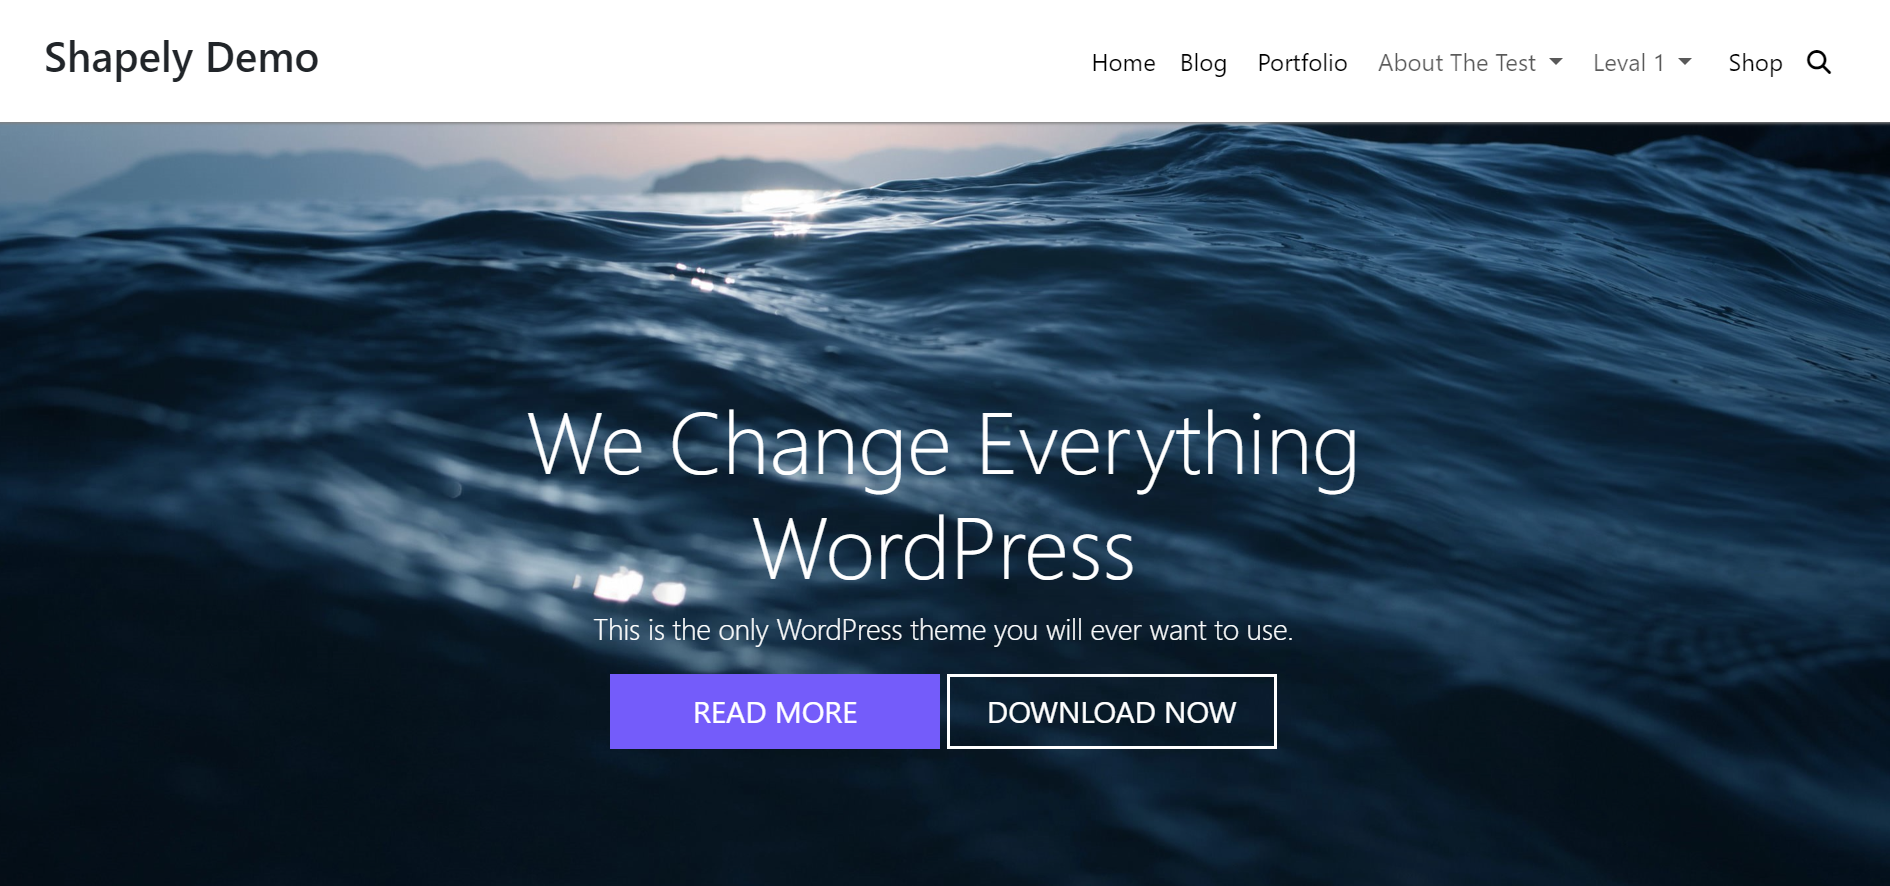 Shapely Demo
Home Blog Portfolio About The Test Leval 1 Shop
We Change Everything
WordPress
This is the only WordPress theme you will ever want to use.
READ MORE DOWNLOAD NOW